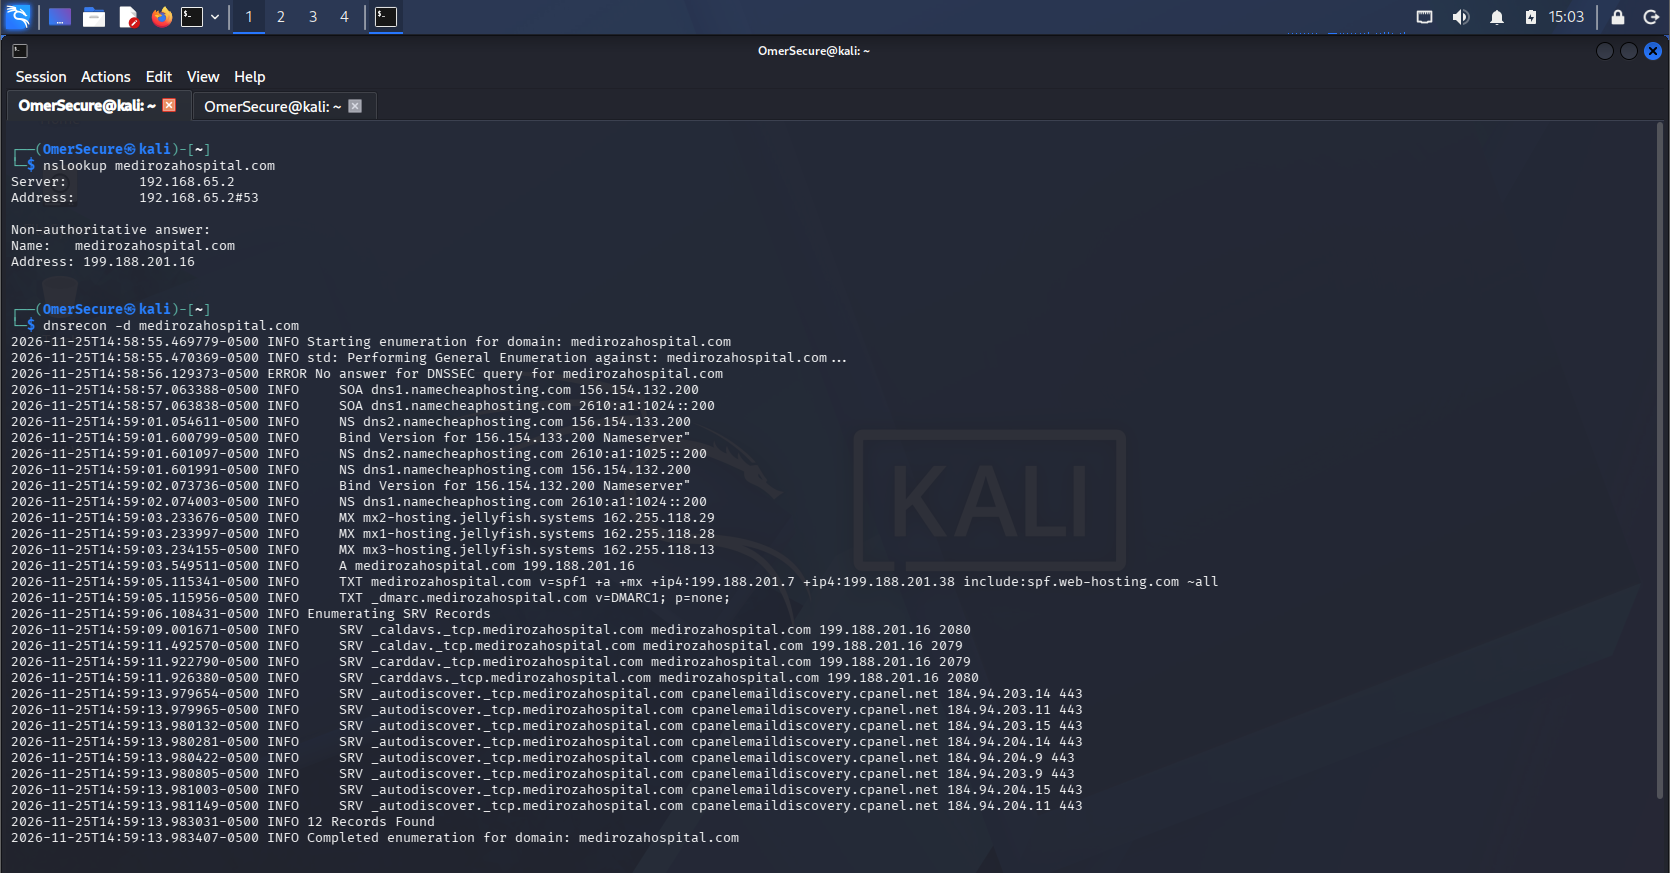 1 2 3 4 15:03
OmerSecure@kali: ~
Session Actions Edit View Help
OmerSecure@kali: ~ OmerSecure@kali: ~
┌──(OmerSecure㉿kali)-[~]
└─$ nslookup medirozahospital.com
Server: 192.168.65.2
Address: 192.168.65.2#53
Non-authoritative answer:
Name: medirozahospital.com
Address: 199.188.201.16
┌──(OmerSecure㉿kali)-[~]
└─$ dnsrecon -d medirozahospital.com
2026-11-25T14:58:55.469779-0500 INFO Starting enumeration for domain: medirozahospital.com
2026-11-25T14:58:55.470369-0500 INFO std: Performing General Enumeration against: medirozahospital.com...
2026-11-25T14:58:56.129373-0500 ERROR No answer for DNSSEC query for medirozahospital.com
2026-11-25T14:58:57.063388-0500 INFO SOA dns1.namecheaphosting.com 156.154.132.200
2026-11-25T14:58:57.063838-0500 INFO SOA dns1.namecheaphosting.com 2610:a1:1024::200
2026-11-25T14:59:01.054611-0500 INFO NS dns2.namecheaphosting.com 156.154.133.200
2026-11-25T14:59:01.600799-0500 INFO Bind Version for 156.154.133.200 Nameserver"
2026-11-25T14:59:01.601097-0500 INFO NS dns2.namecheaphosting.com 2610:a1:1025::200
2026-11-25T14:59:01.601991-0500 INFO NS dns1.namecheaphosting.com 156.154.132.200
2026-11-25T14:59:02.073736-0500 INFO Bind Version for 156.154.132.200 Nameserver"
2026-11-25T14:59:02.074003-0500 INFO NS dns1.namecheaphosting.com 2610:a1:1024::200
2026-11-25T14:59:03.233676-0500 INFO MX mx2-hosting.jellyfish.systems 162.255.118.29
2026-11-25T14:59:03.233997-0500 INFO MX mx1-hosting.jellyfish.systems 162.255.118.28
2026-11-25T14:59:03.234155-0500 INFO MX mx3-hosting.jellyfish.systems 162.255.118.13
2026-11-25T14:59:03.549511-0500 INFO A medirozahospital.com 199.188.201.16
2026-11-25T14:59:05.115341-0500 INFO TXT medirozahospital.com v=spf1 +a +mx +ip4:199.188.201.7 +ip4:199.188.201.38 include:spf.web-hosting.com ~all
2026-11-25T14:59:05.115956-0500 INFO TXT _dmarc.medirozahospital.com v=DMARC1; p=none;
2026-11-25T14:59:06.108431-0500 INFO Enumerating SRV Records
2026-11-25T14:59:09.001671-0500 INFO SRV _caldavs._tcp.medirozahospital.com medirozahospital.com 199.188.201.16 2080
2026-11-25T14:59:11.492570-0500 INFO SRV _caldav._tcp.medirozahospital.com medirozahospital.com 199.188.201.16 2079
2026-11-25T14:59:11.922790-0500 INFO SRV _carddav._tcp.medirozahospital.com medirozahospital.com 199.188.201.16 2079
2026-11-25T14:59:11.926380-0500 INFO SRV _carddavs._tcp.medirozahospital.com medirozahospital.com 199.188.201.16 2080
2026-11-25T14:59:13.979654-0500 INFO SRV _autodiscover._tcp.medirozahospital.com cpanelemaildiscovery.cpanel.net 184.94.203.14 443
2026-11-25T14:59:13.979965-0500 INFO SRV _autodiscover._tcp.medirozahospital.com cpanelemaildiscovery.cpanel.net 184.94.203.11 443
2026-11-25T14:59:13.980132-0500 INFO SRV _autodiscover._tcp.medirozahospital.com cpanelemaildiscovery.cpanel.net 184.94.203.15 443
2026-11-25T14:59:13.980281-0500 INFO SRV _autodiscover._tcp.medirozahospital.com cpanelemaildiscovery.cpanel.net 184.94.204.14 443
2026-11-25T14:59:13.980422-0500 INFO SRV _autodiscover._tcp.medirozahospital.com cpanelemaildiscovery.cpanel.net 184.94.204.9 443
2026-11-25T14:59:13.980805-0500 INFO SRV _autodiscover._tcp.medirozahospital.com cpanelemaildiscovery.cpanel.net 184.94.203.9 443
2026-11-25T14:59:13.981003-0500 INFO SRV _autodiscover._tcp.medirozahospital.com cpanelemaildiscovery.cpanel.net 184.94.204.15 443
2026-11-25T14:59:13.981149-0500 INFO SRV _autodiscover._tcp.medirozahospital.com cpanelemaildiscovery.cpanel.net 184.94.204.11 443
2026-11-25T14:59:13.983031-0500 INFO 12 Records Found
2026-11-25T14:59:13.983407-0500 INFO Completed enumeration for domain: medirozahospital.com
KALI